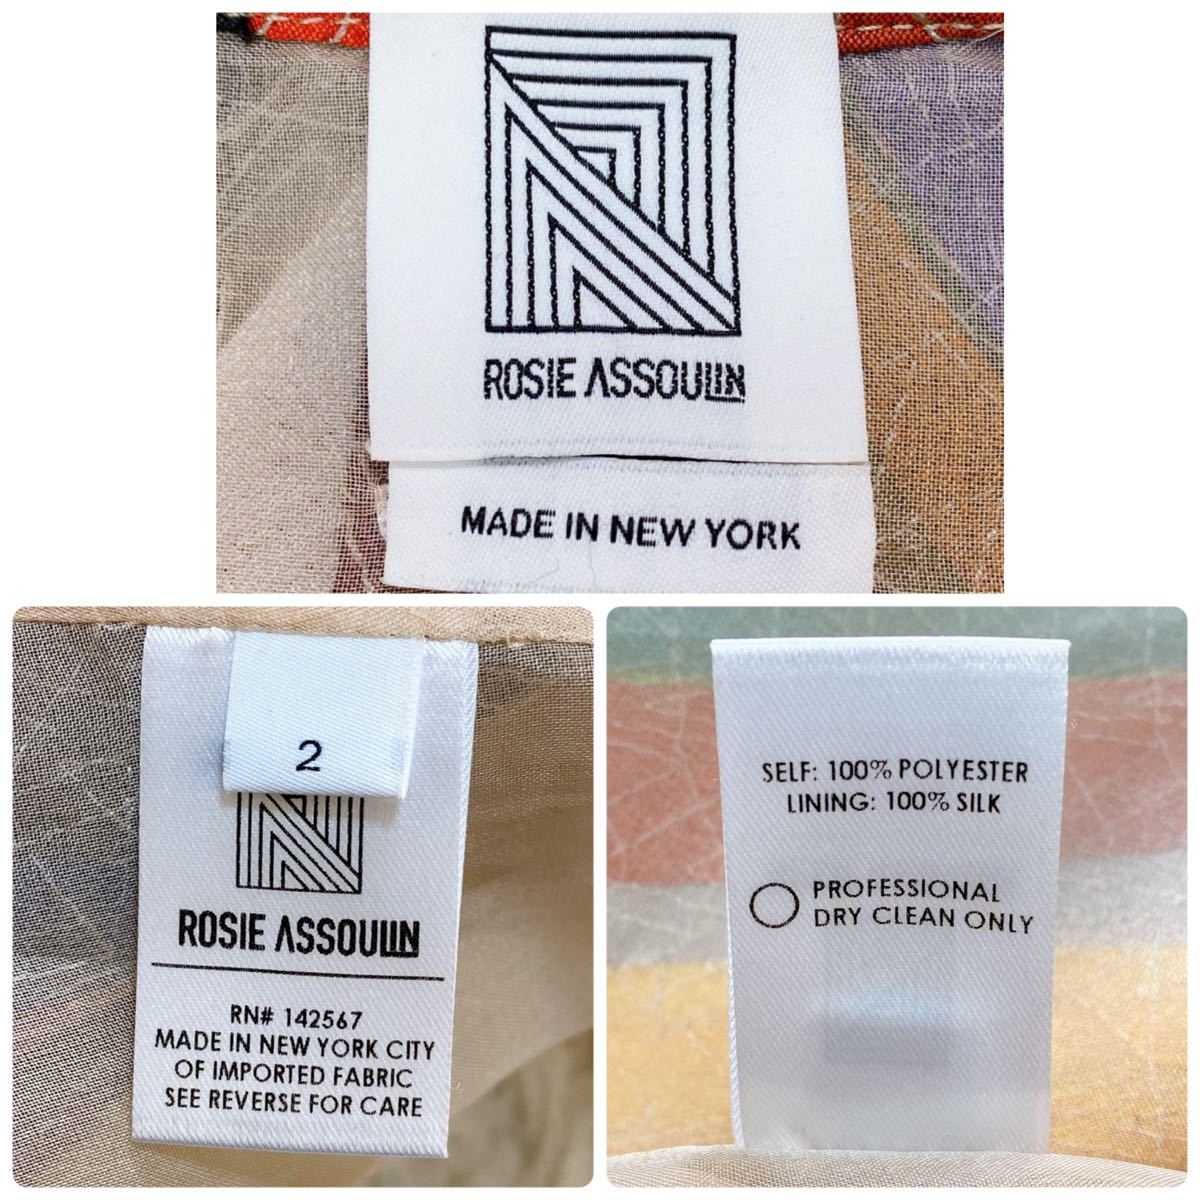 ROSIE ASSOULIN
MADE IN NEW YORK
2
ROSIE ASSOULIN
RN# 142567
MADE IN NEW YORK CITY
OF IMPORTED FABRIC
SEE REVERSE FOR CARE
SELF: 100% POLYESTER
LINING: 100% SILK
PROFESSIONAL
DRY CLEAN ONLY